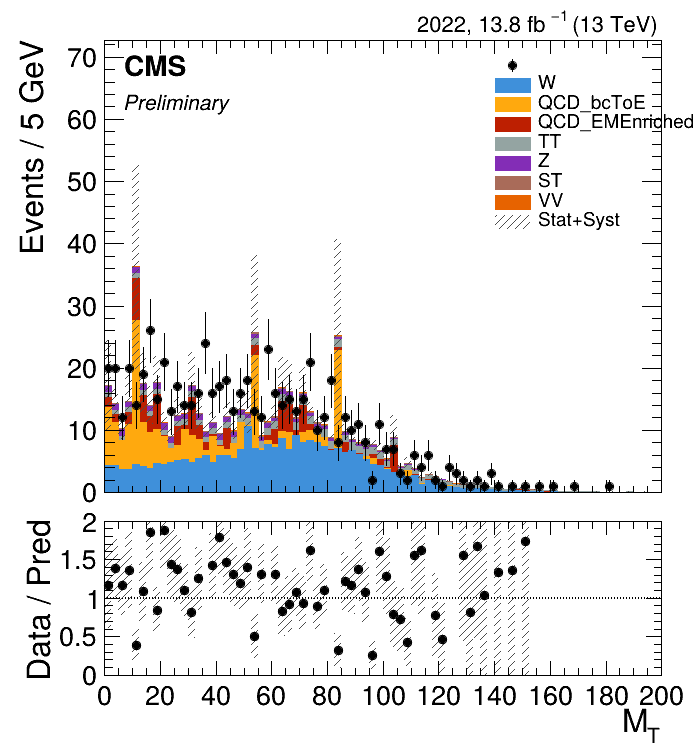 2022, 13.8 fb⁻¹ (13 TeV)
Events / 5 GeV
70
60
50
40
30
20
10
0
CMS
Preliminary
W
QCD_bcToE
QCD_EMEnriched
TT
Z
ST
VV
Stat+Syst
Data / Pred
2
1.5
1
0.5
0
0 20 40 60 80 100 120 140 160 180 200
M_T